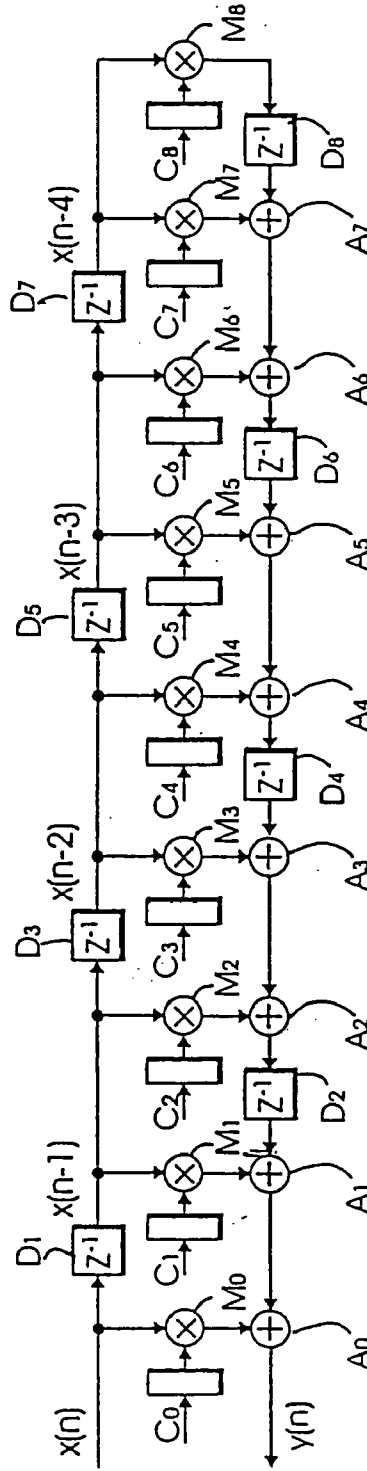 x(n) D1 x(n-1) D3 x(n-2) D5 x(n-3) D7 x(n-4)
Z-1 Z-1 Z-1 Z-1
C0 M0 C1 M1 C2 M2 C3 M3 C4 M4 C5 M5 C6 M6 C7 M7 C8 M8
y(n) Z-1 Z-1 Z-1 Z-1
A0 A1 D2 A2 A3 D4 A4 A5 D6 A6 A7 D8